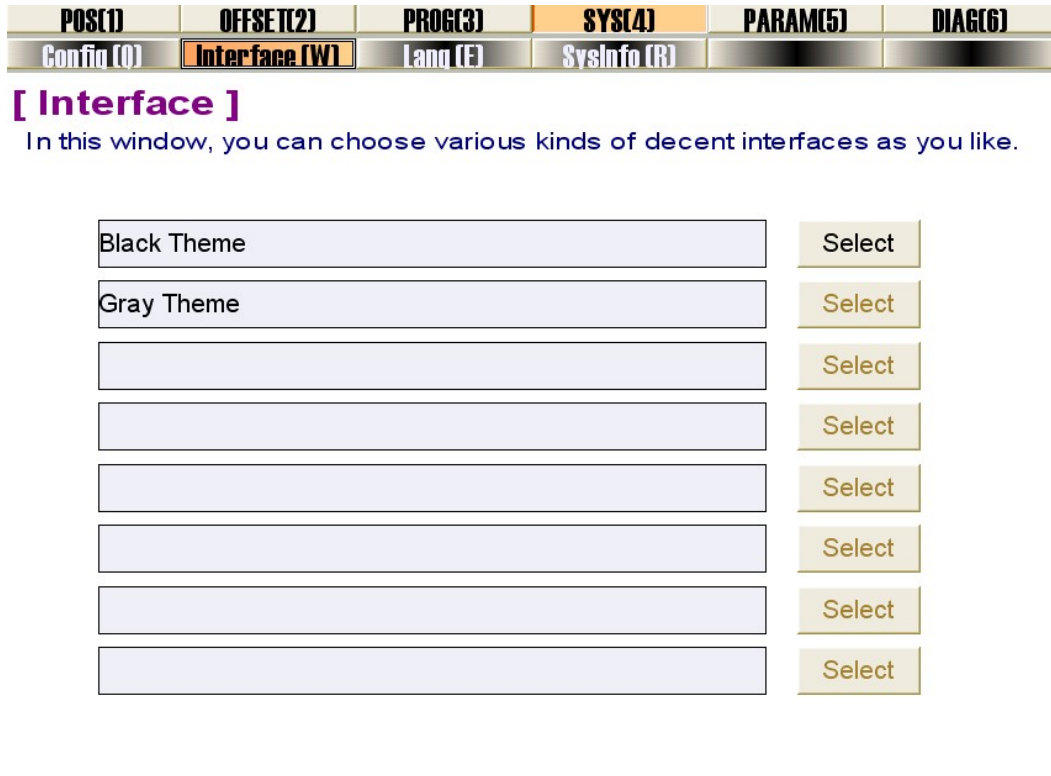 POS(1) OFFSET(2) PROG(3) SYS(4) PARAM(5) DIAG(6)
Config (Q) Interface (W) Lang (E) SysInfo (R)
[ Interface ]
In this window, you can choose various kinds of decent interfaces as you like.
Black Theme Select
Gray Theme Select
Select
Select
Select
Select
Select
Select